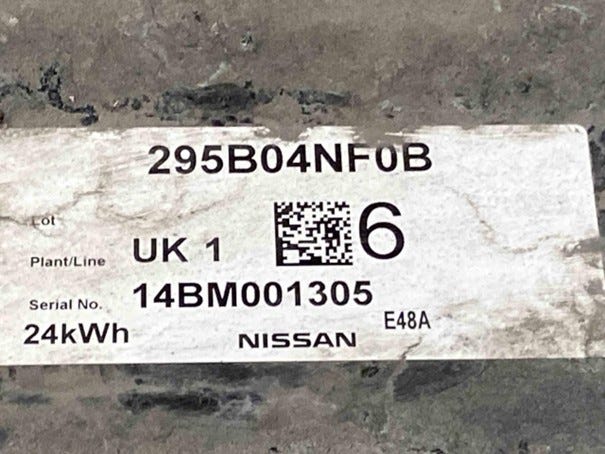 295B04NF0B
Lot
6
Plant/Line UK 1
Serial No. 14BM001305
24kWh NISSAN E48A